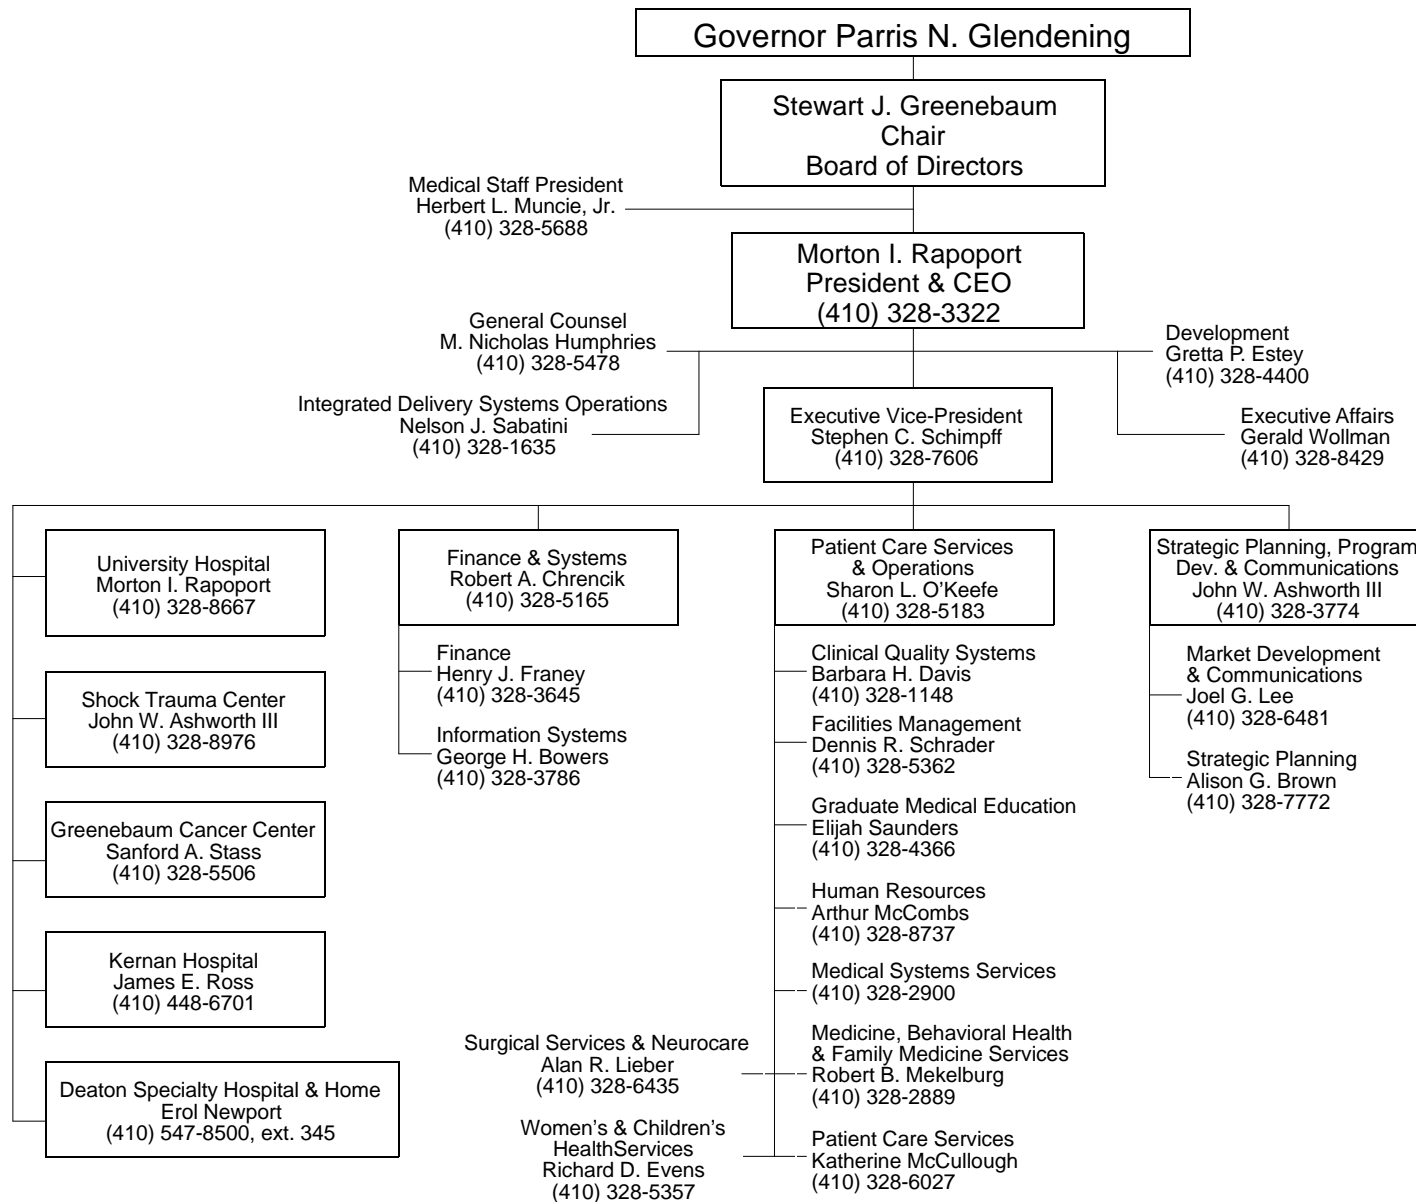 Governor Parris N. Glendening
Stewart J. Greenebaum
Chair
Board of Directors
Medical Staff President
Herbert L. Muncie, Jr.
(410) 328-5688
Morton I. Rapoport
President & CEO
(410) 328-3322
General Counsel
M. Nicholas Humphries
(410) 328-5478
Development
Gretta P. Estey
(410) 328-4400
Integrated Delivery Systems Operations
Nelson J. Sabatini
(410) 328-1635
Executive Vice-President
Stephen C. Schimpff
(410) 328-7606
Executive Affairs
Gerald Wollman
(410) 328-8429
University Hospital
Morton I. Rapoport
(410) 328-8667
Shock Trauma Center
John W. Ashworth III
(410) 328-8976
Greenebaum Cancer Center
Sanford A. Stass
(410) 328-5506
Kernan Hospital
James E. Ross
(410) 448-6701
Deaton Specialty Hospital & Home
Erol Newport
(410) 547-8500, ext. 345
Finance & Systems
Robert A. Chrencik
(410) 328-5165
Finance
Henry J. Franey
(410) 328-3645
Information Systems
George H. Bowers
(410) 328-3786
Patient Care Services
& Operations
Sharon L. O’Keefe
(410) 328-5183
Clinical Quality Systems
Barbara H. Davis
(410) 328-1148
Facilities Management
Dennis R. Schrader
(410) 328-5362
Graduate Medical Education
Elijah Saunders
(410) 328-4366
Human Resources
Arthur McCombs
(410) 328-8737
Medical Systems Services
(410) 328-2900
Surgical Services & Neurocare
Alan R. Lieber
(410) 328-6435
Medicine, Behavioral Health
& Family Medicine Services
Robert B. Mekelburg
(410) 328-2889
Women’s & Children’s
HealthServices
Richard D. Evens
(410) 328-5357
Patient Care Services
Katherine McCullough
(410) 328-6027
Strategic Planning, Program
Dev. & Communications
John W. Ashworth III
(410) 328-3774
Market Development
& Communications
Joel G. Lee
(410) 328-6481
Strategic Planning
Alison G. Brown
(410) 328-7772